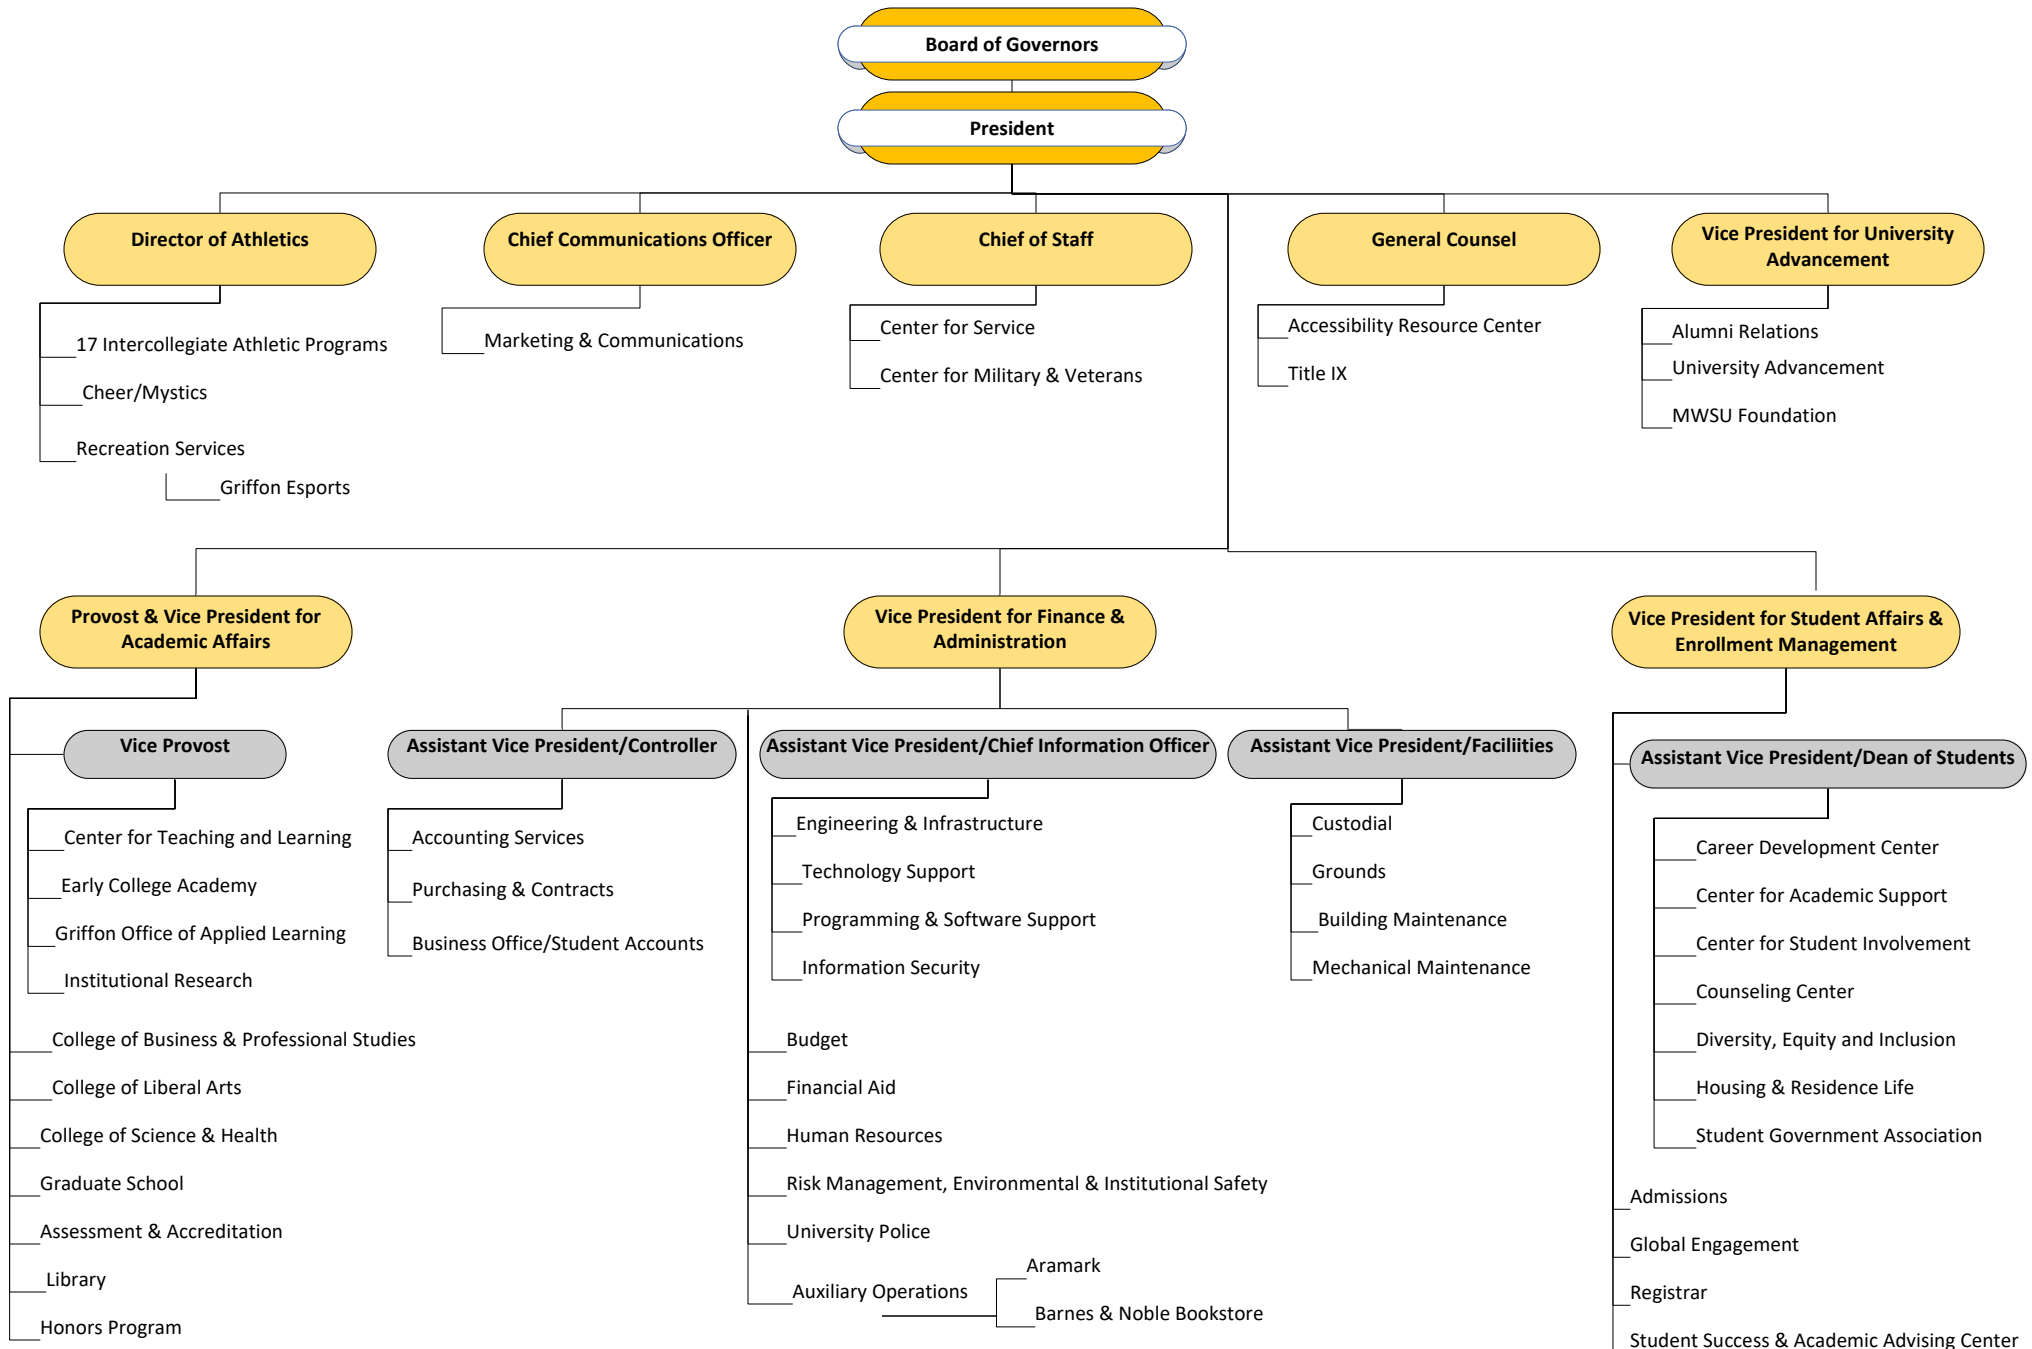 Board of Governors
President
Director of Athletics
Chief Communications Officer
Chief of Staff
General Counsel
Vice President for University
Advancement
17 Intercollegiate Athletic Programs
Cheer/Mystics
Recreation Services
Griffon Esports
Marketing & Communications
Center for Service
Center for Military & Veterans
Accessibility Resource Center
Title IX
Alumni Relations
University Advancement
MWSU Foundation
Provost & Vice President for
Academic Affairs
Vice President for Finance &
Administration
Vice President for Student Affairs &
Enrollment Management
Vice Provost
Center for Teaching and Learning
Early College Academy
Griffon Office of Applied Learning
Institutional Research
College of Business & Professional Studies
College of Liberal Arts
College of Science & Health
Graduate School
Assessment & Accreditation
Library
Honors Program
Assistant Vice President/Controller
Accounting Services
Purchasing & Contracts
Business Office/Student Accounts
Assistant Vice President/Chief Information Officer
Engineering & Infrastructure
Technology Support
Programming & Software Support
Information Security
Assistant Vice President/Faciliities
Custodial
Grounds
Building Maintenance
Mechanical Maintenance
Budget
Financial Aid
Human Resources
Risk Management, Environmental & Institutional Safety
University Police
Auxiliary Operations
Aramark
Barnes & Noble Bookstore
Assistant Vice President/Dean of Students
Career Development Center
Center for Academic Support
Center for Student Involvement
Counseling Center
Diversity, Equity and Inclusion
Housing & Residence Life
Student Government Association
Admissions
Global Engagement
Registrar
Student Success & Academic Advising Center